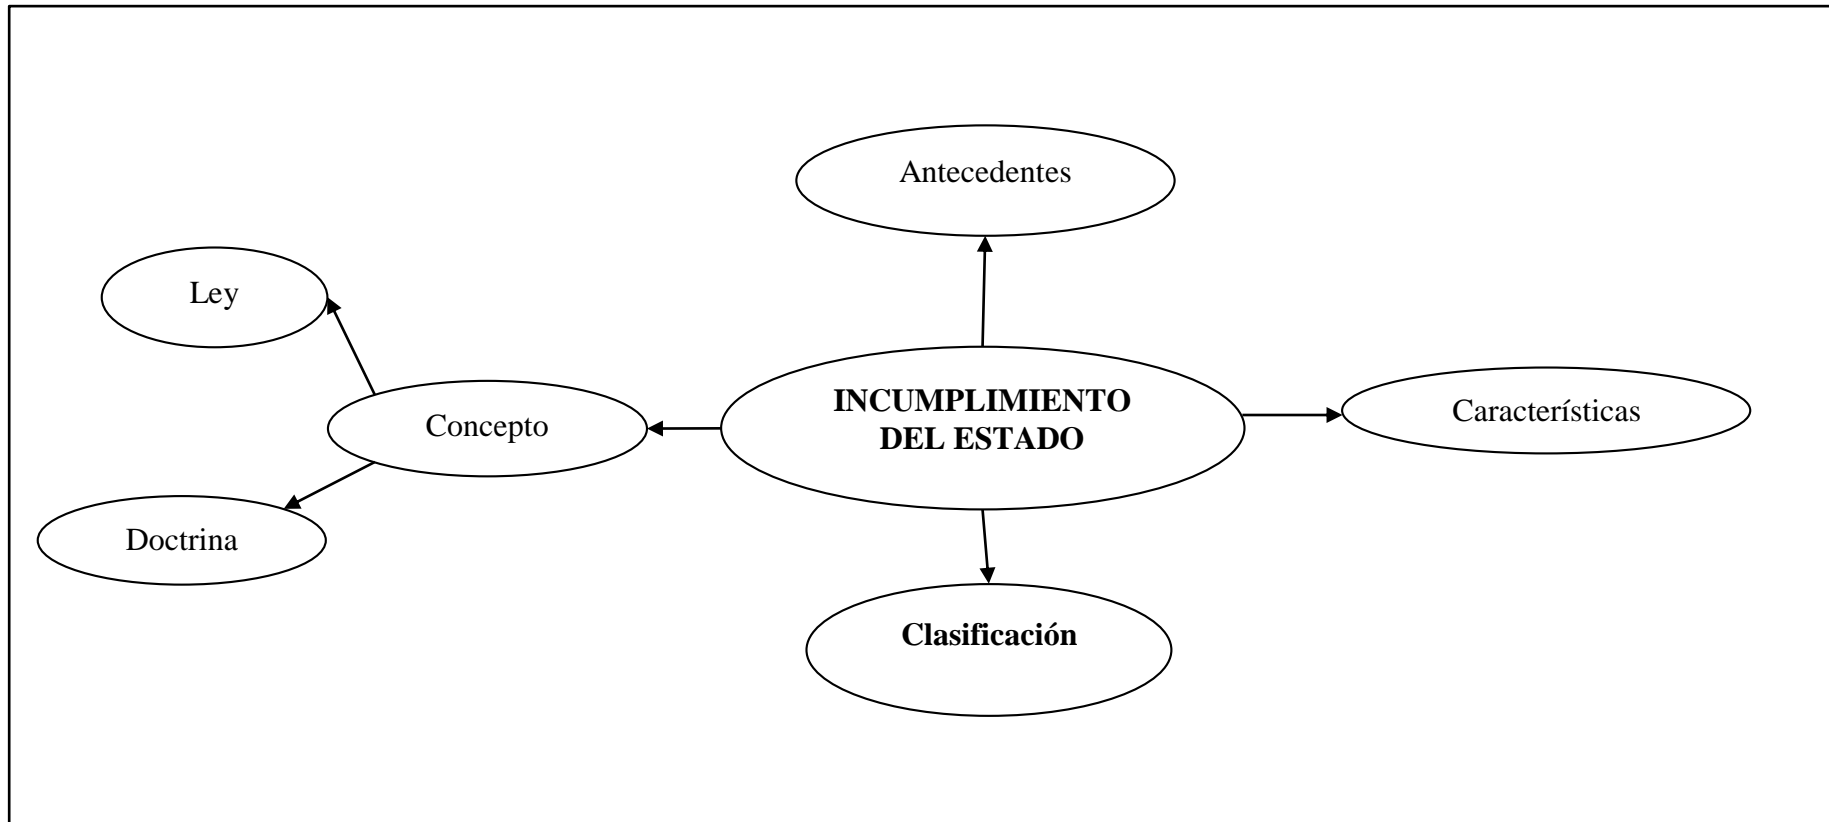 Antecedentes
Ley
INCUMPLIMIENTO
DEL ESTADO
Características
Concepto
Doctrina
Clasificación